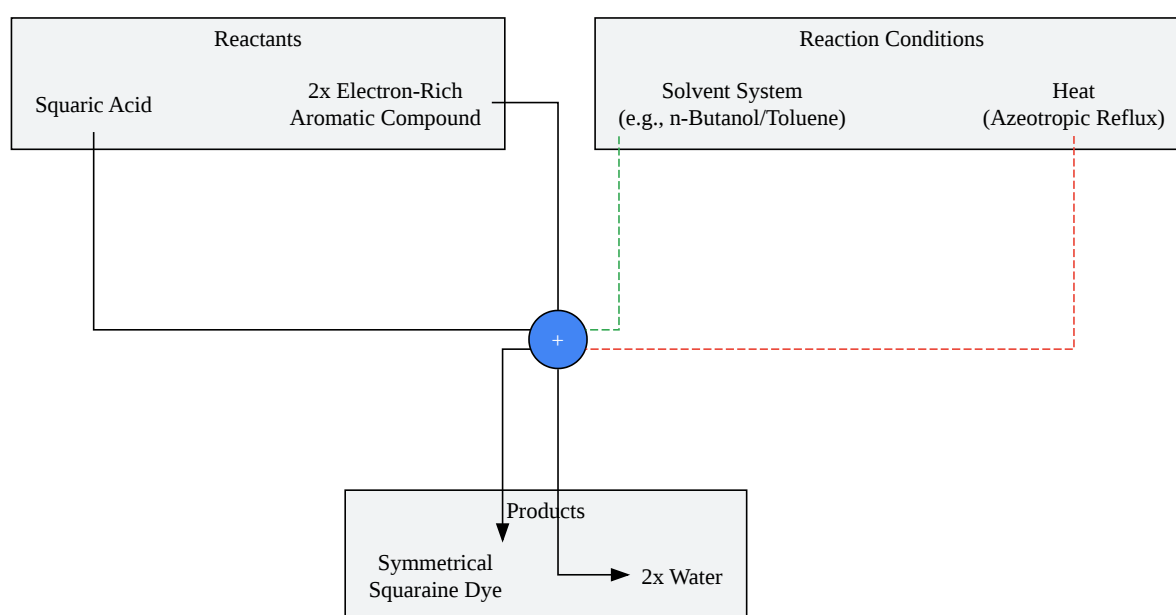 Reactants
Squaric Acid
2x Electron-Rich
Aromatic Compound
Reaction Conditions
Solvent System
(e.g., n-Butanol/Toluene)
Heat
(Azeotropic Reflux)
+
Products
Symmetrical
Squaraine Dye
2x Water